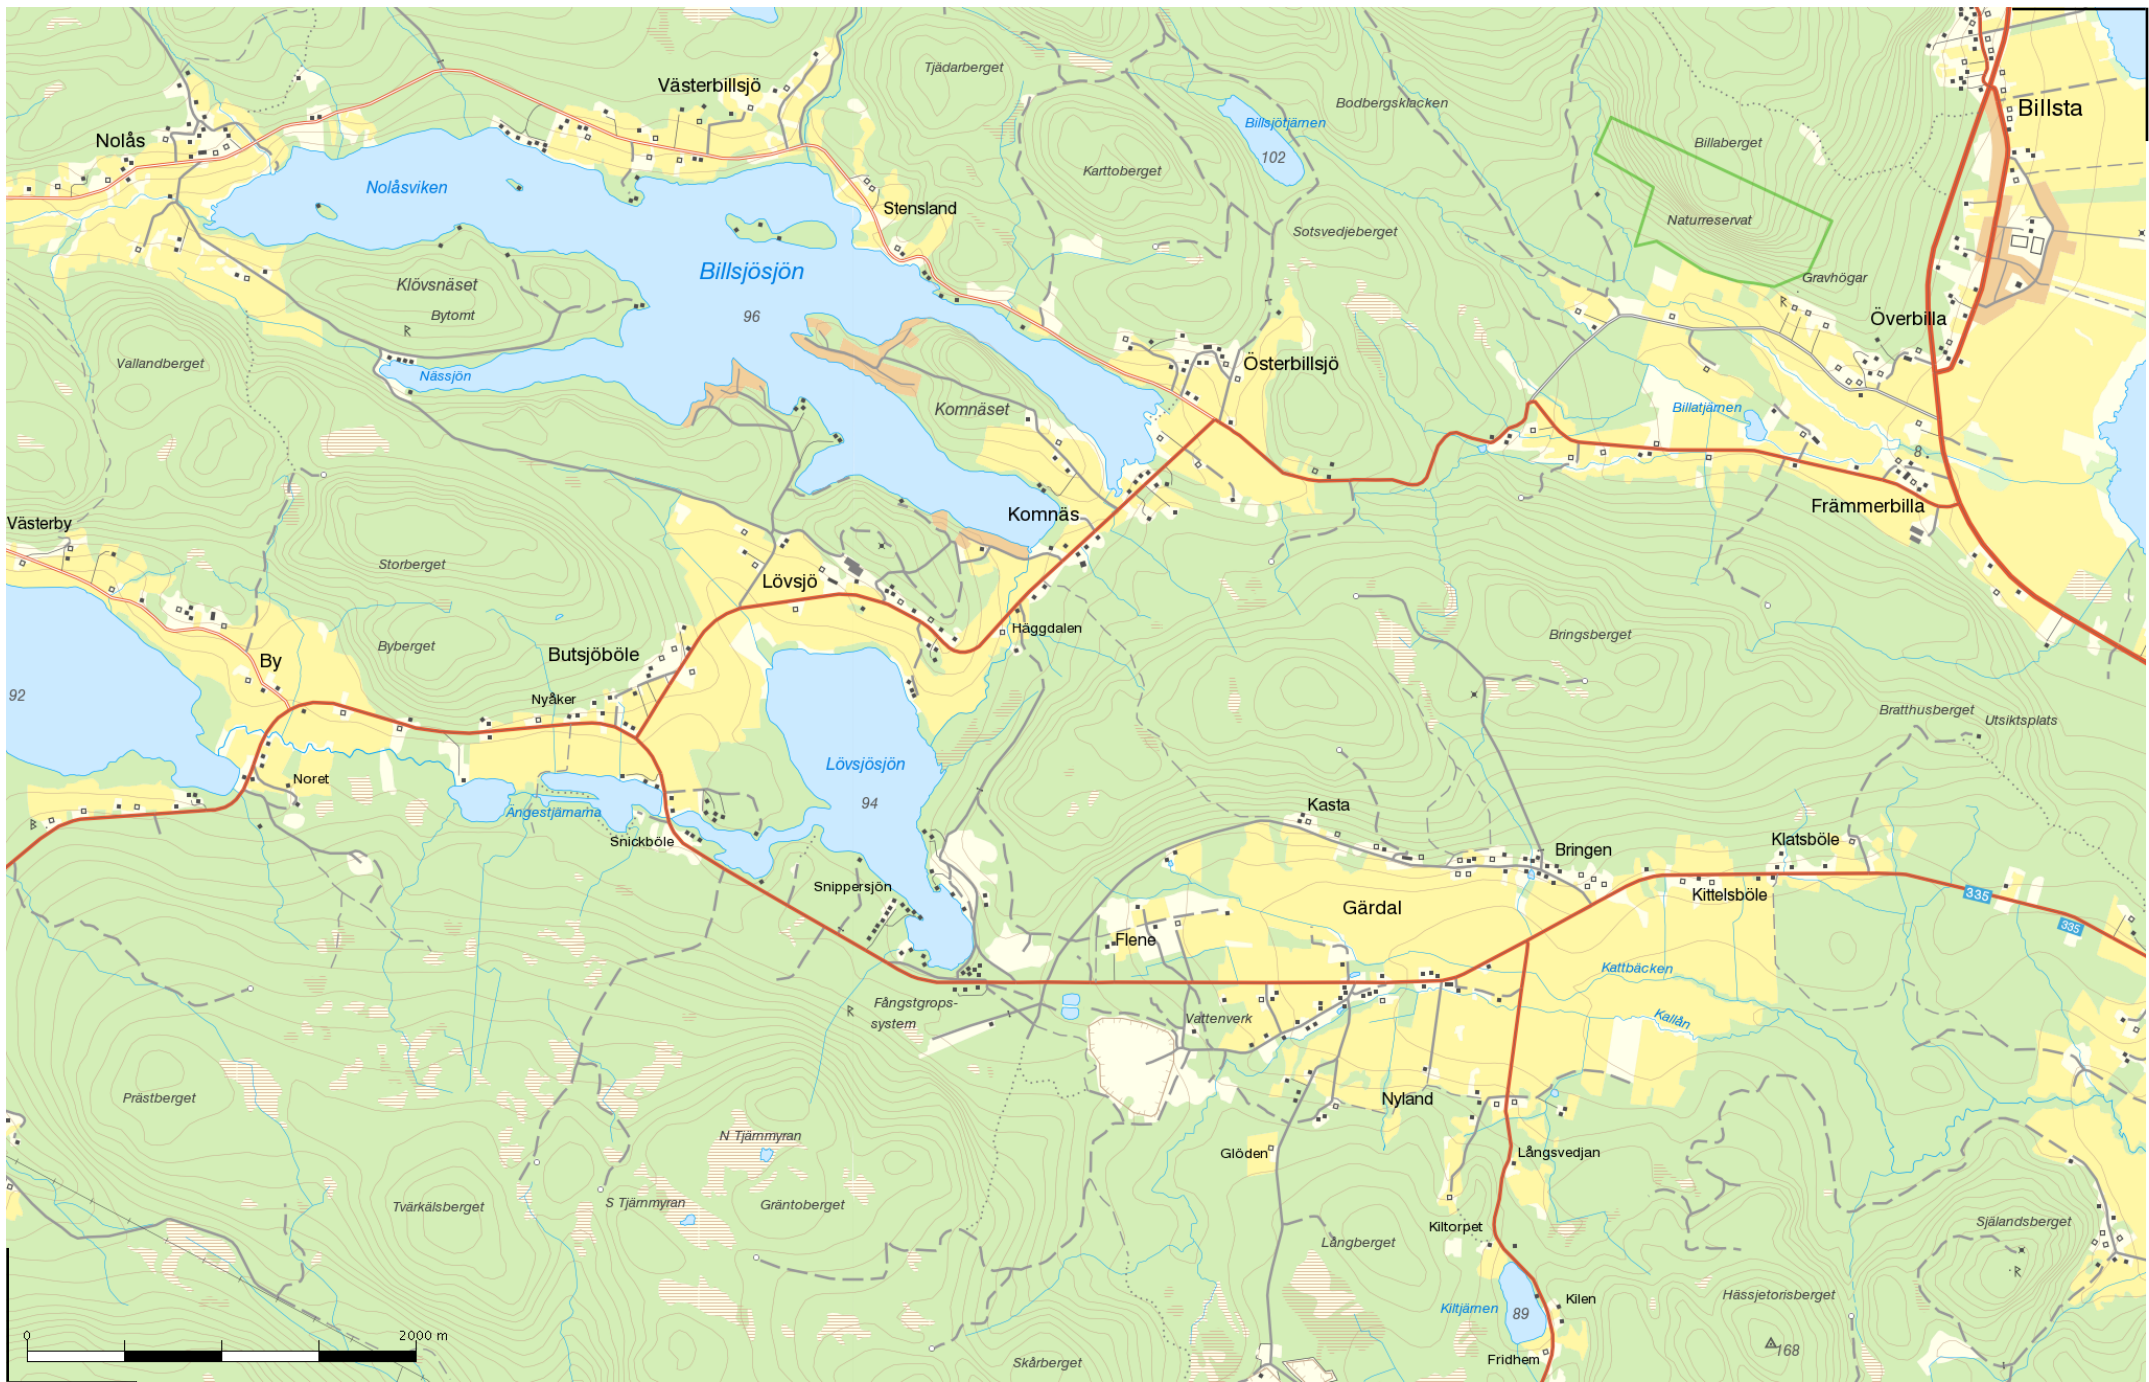 Tjädarberget
Västerbillsjö
Bodbergsklacken
Billsta
Billsjötjärnen
Nolås
Billaberget
102
Karttoberget
Nolåsviken
Stensland
Naturreservat
Sotsvedjeberget
Billsjösjön
Gravhögar
Klövsnäset
Bytomt
R
96
R
Överbilla
Vallandberget
Österbillsjö
Nässjön
Komnäset
Billatjärnen
8
Främmerbilla
Komnäs
Västerby
Storberget
Lövsjö
Häggdalen
Bringsberget
Byberget
Butsjöböle
By
92
Nyåker
Bratthusberget
Utsiktsplats
Lövsjösjön
Noret
94
Kasta
Ångestjärnarna
B
Snickböle
Klatsböle
Bringen
Snippersjön
Kittelsböle
335
Gärdal
335
Flene
Kattbäcken
Fångstgrops-
system
R
Vattenverk
Kallån
Prästberget
Nyland
N Tjärnmyran
Glöden
Långsvedjan
S Tjärnmyran
Gräntoberget
Tvärkälsberget
Kiltorpet
Själandsberget
Långberget
R
Kiltjärnen
89
Kilen
Hässjetorisberget
0
2000 m
168
Fridhem
Skårberget